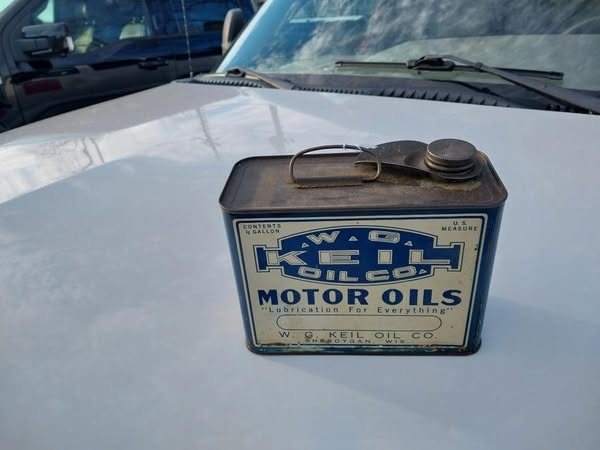 CONTENTS
½ GALLON
U.S.
MEASURE
W.G.
KEIL
OIL CO.
MOTOR OILS
"Lubrication For Everything"
W. G. KEIL OIL CO.
SHEBOYGAN, WIS.